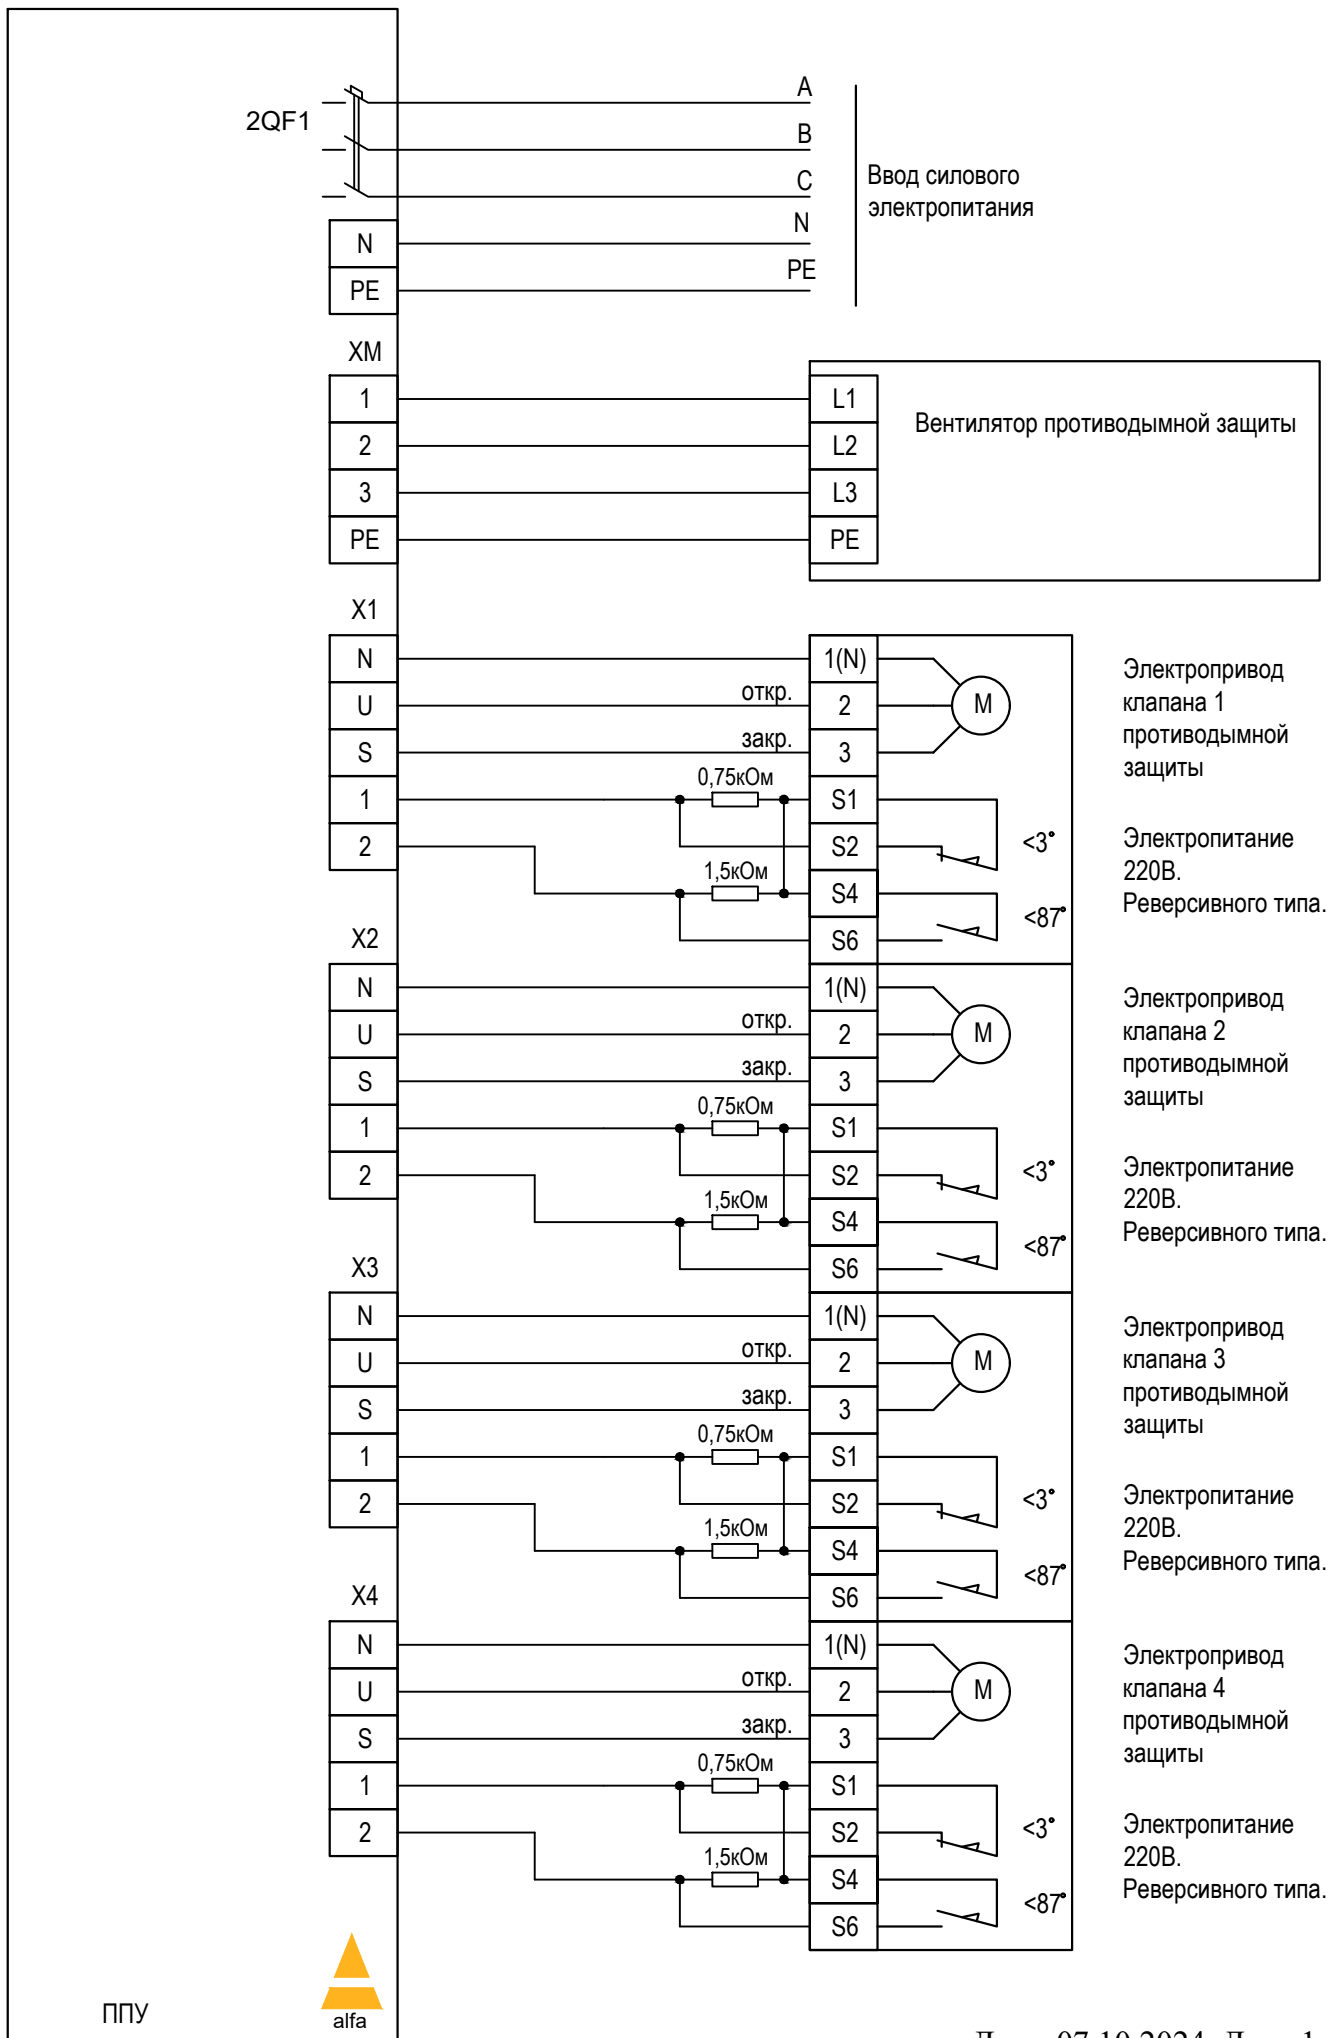 A
2QF1
B
C
Ввод силового
электропитания
N
N
PE
PE
XM
1
L1
Вентилятор противодымной защиты
2
L2
3
L3
PE
PE
X1
N
1(N)
Электропривод
клапана 1
противодымной
защиты
U
откр.
2
S
закр.
3
0,75кОм
1
S1
2
S2
<3°
Электропитание
220В.
Реверсивного типа.
1,5кОм
S4
<87°
S6
X2
N
1(N)
Электропривод
клапана 2
противодымной
защиты
U
откр.
2
S
закр.
3
0,75кОм
1
S1
2
S2
<3°
Электропитание
220В.
Реверсивного типа.
1,5кОм
S4
<87°
S6
X3
N
1(N)
Электропривод
клапана 3
противодымной
защиты
U
откр.
2
S
закр.
3
0,75кОм
1
S1
2
S2
<3°
Электропитание
220В.
Реверсивного типа.
1,5кОм
S4
<87°
S6
X4
N
1(N)
Электропривод
клапана 4
противодымной
защиты
U
откр.
2
S
закр.
3
0,75кОм
1
S1
2
S2
<3°
Электропитание
220В.
Реверсивного типа.
1,5кОм
S4
<87°
S6
M
M
M
M
ППУ
alfa
07.10.2024